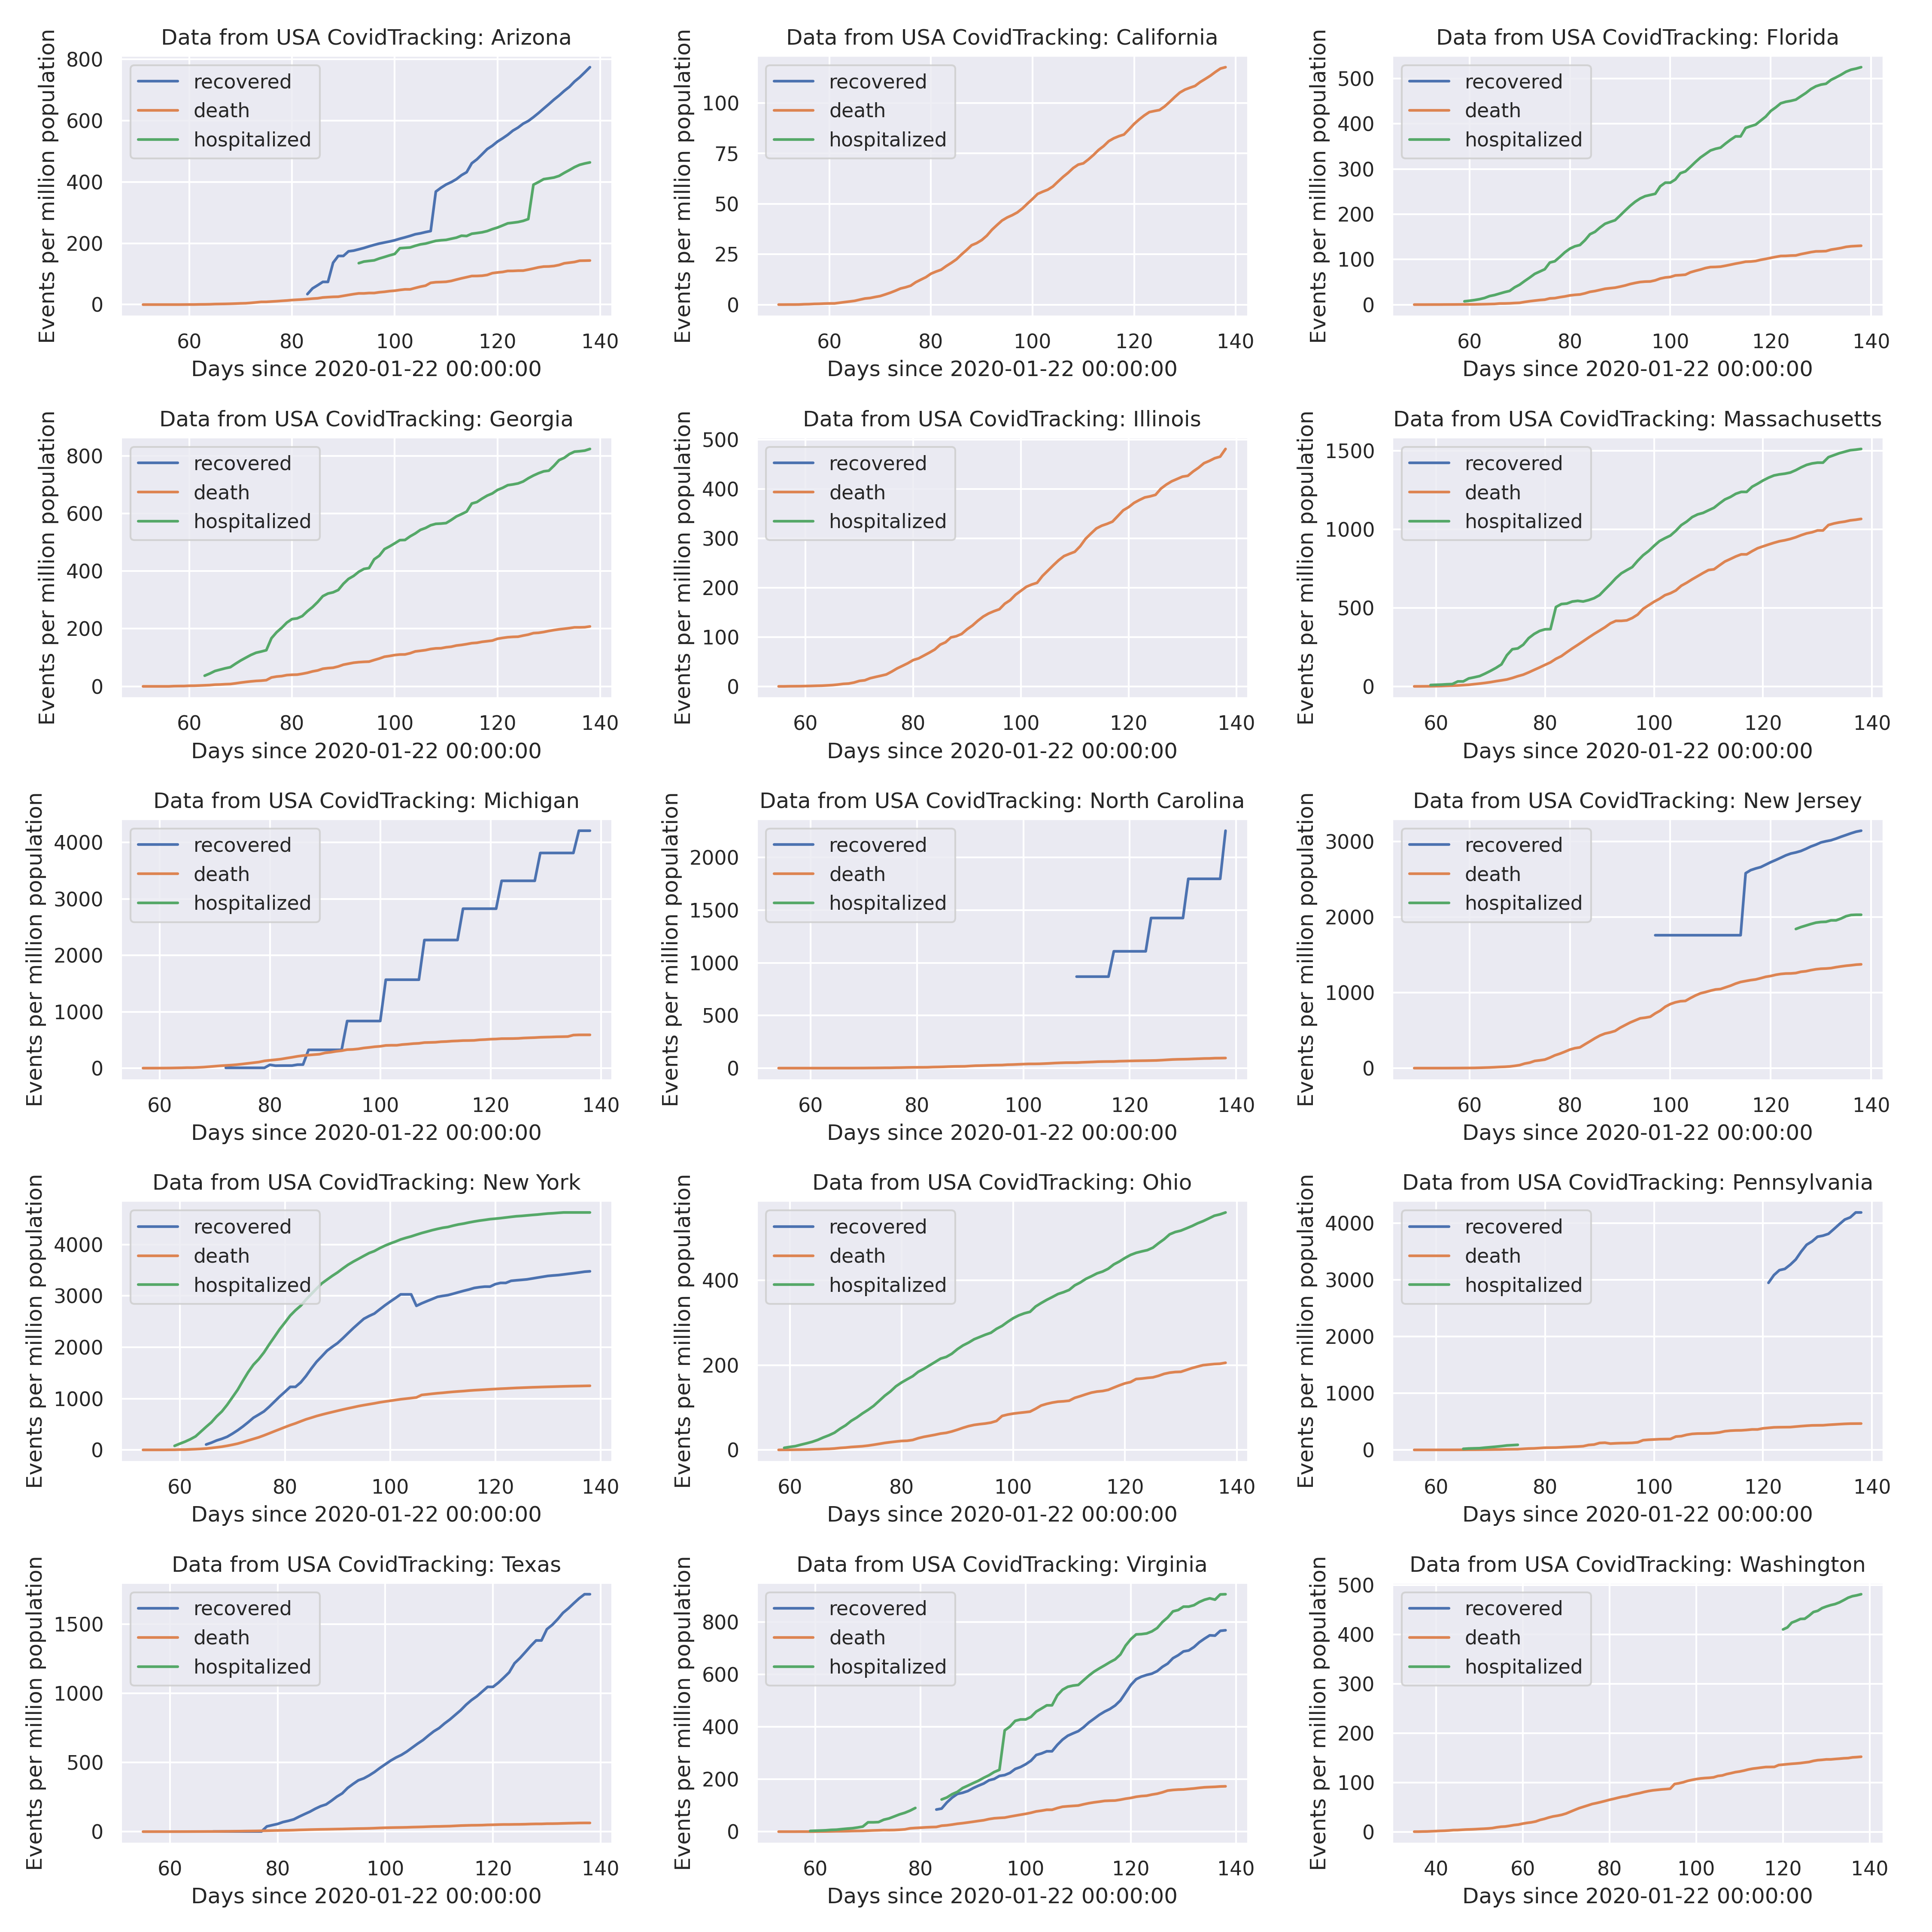 Data from USA CovidTracking: Arizona
Events per million population
800
600
400
200
0
recovered
death
hospitalized
60 80 100 120 140
Days since 2020-01-22 00:00:00
Data from USA CovidTracking: California
Events per million population
100
75
50
25
0
recovered
death
hospitalized
60 80 100 120 140
Days since 2020-01-22 00:00:00
Data from USA CovidTracking: Florida
Events per million population
500
400
300
200
100
0
recovered
death
hospitalized
60 80 100 120 140
Days since 2020-01-22 00:00:00
Data from USA CovidTracking: Georgia
Events per million population
800
600
400
200
0
recovered
death
hospitalized
60 80 100 120 140
Days since 2020-01-22 00:00:00
Data from USA CovidTracking: Illinois
Events per million population
500
400
300
200
100
0
recovered
death
hospitalized
60 80 100 120 140
Days since 2020-01-22 00:00:00
Data from USA CovidTracking: Massachusetts
Events per million population
1500
1000
500
0
recovered
death
hospitalized
60 80 100 120 140
Days since 2020-01-22 00:00:00
Data from USA CovidTracking: Michigan
Events per million population
4000
3000
2000
1000
0
recovered
death
hospitalized
60 80 100 120 140
Days since 2020-01-22 00:00:00
Data from USA CovidTracking: North Carolina
Events per million population
2000
1500
1000
500
0
recovered
death
hospitalized
60 80 100 120 140
Days since 2020-01-22 00:00:00
Data from USA CovidTracking: New Jersey
Events per million population
3000
2000
1000
0
recovered
death
hospitalized
60 80 100 120 140
Days since 2020-01-22 00:00:00
Data from USA CovidTracking: New York
Events per million population
4000
3000
2000
1000
0
recovered
death
hospitalized
60 80 100 120 140
Days since 2020-01-22 00:00:00
Data from USA CovidTracking: Ohio
Events per million population
400
200
0
recovered
death
hospitalized
60 80 100 120 140
Days since 2020-01-22 00:00:00
Data from USA CovidTracking: Pennsylvania
Events per million population
4000
3000
2000
1000
0
recovered
death
hospitalized
60 80 100 120 140
Days since 2020-01-22 00:00:00
Data from USA CovidTracking: Texas
Events per million population
1500
1000
500
0
recovered
death
hospitalized
60 80 100 120 140
Days since 2020-01-22 00:00:00
Data from USA CovidTracking: Virginia
Events per million population
800
600
400
200
0
recovered
death
hospitalized
60 80 100 120 140
Days since 2020-01-22 00:00:00
Data from USA CovidTracking: Washington
Events per million population
500
400
300
200
100
0
recovered
death
hospitalized
40 60 80 100 120 140
Days since 2020-01-22 00:00:00